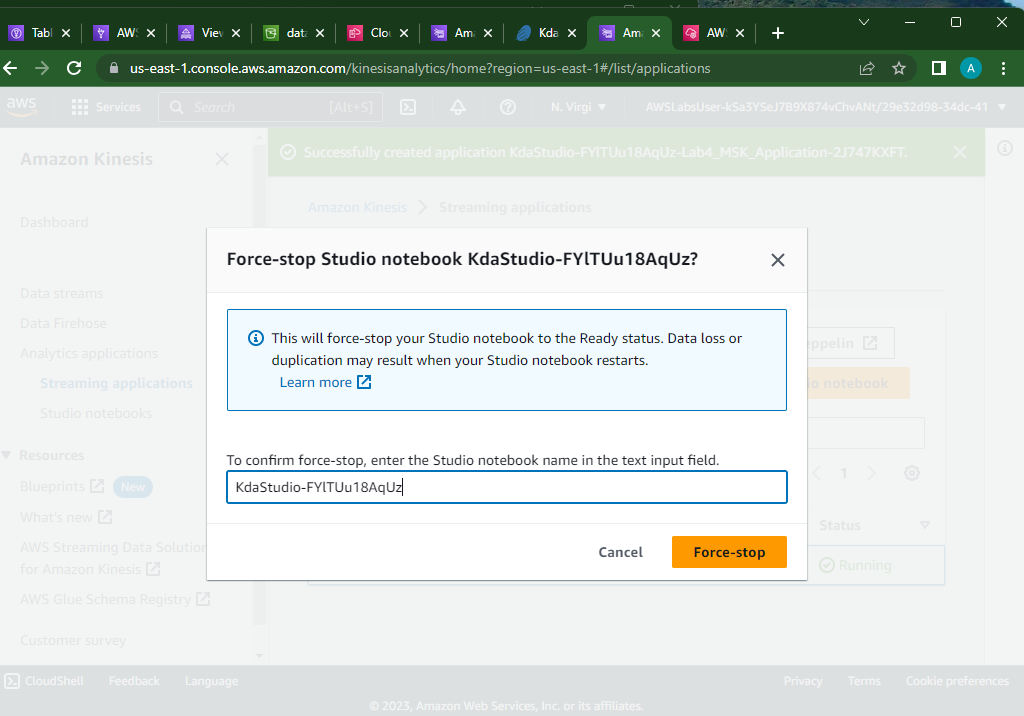 Tabl
AWS
View
data
Clou
Ama
Kda
Ama
AWS
us-east-1.console.aws.amazon.com/kinesisanalytics/home?region=us-east-1#/list/applications
A
aws
Services
Search
[Alt+S]
N. Virgi
AWSLabsUser-kSa3YSeJ7B9X874vChvANt/29e32d98-34dc-41
Amazon Kinesis
Successfully created application KdaStudio-FYlTUu18AqUz-Lab4_MSK_Application-2J747KXFT.
Amazon Kinesis
Streaming applications
Dashboard
Data streams
Data Firehose
Analytics applications
Streaming applications
Studio notebooks
Resources
Blueprints
New
What's new
AWS Streaming Data Solution
for Amazon Kinesis
AWS Glue Schema Registry
Customer survey
Force-stop Studio notebook KdaStudio-FYlTUu18AqUz?
This will force-stop your Studio notebook to the Ready status. Data loss or
duplication may result when your Studio notebook restarts.
Learn more
To confirm force-stop, enter the Studio notebook name in the text input field.
KdaStudio-FYlTUu18AqUz
Cancel
Force-stop
eppelin
io notebook
1
Status
Running
CloudShell
Feedback
Language
Privacy
Terms
Cookie preferences
© 2023, Amazon Web Services, Inc. or its affiliates.